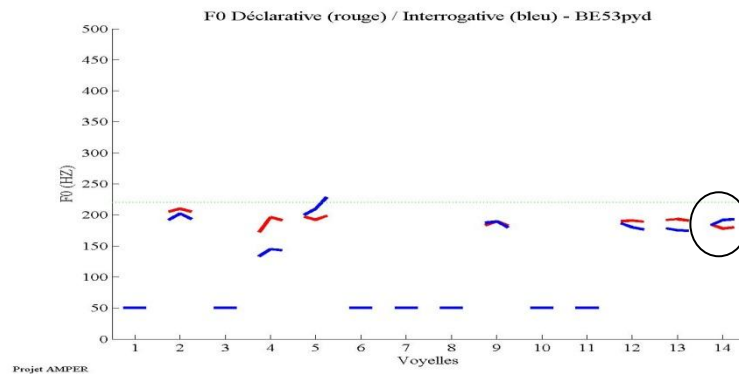 F0 Déclarative (rouge) / Interrogative (bleu) - BE53pyd
500
450
400
350
300
250
200
150
100
50
0
F0 (HZ)
1 2 3 4 5 6 7 8 9 10 11 12 13 14
Voyelles
Projet AMPER